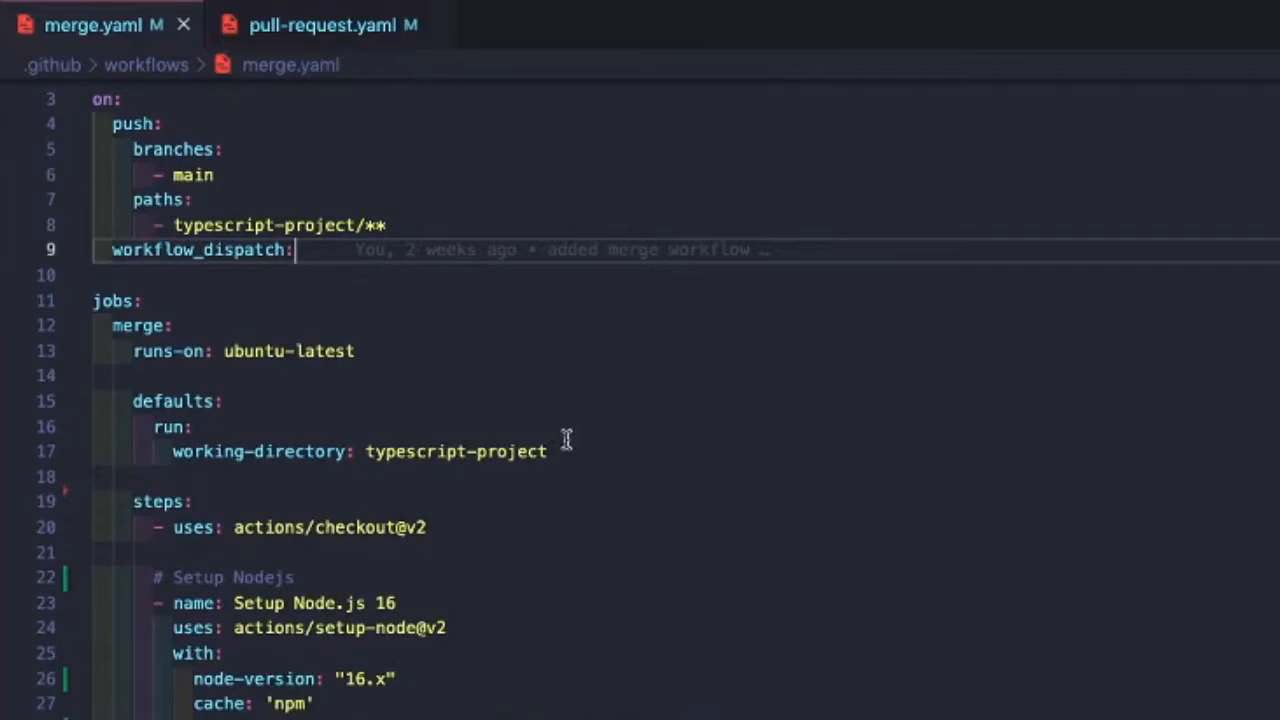 merge.yaml M × pull-request.yaml M
.github > workflows > merge.yaml
3 on:
4 push:
5 branches:
6 - main
7 paths:
8 - typescript-project/**
9 workflow_dispatch: You, 2 weeks ago • added merge workflow …
10
11 jobs:
12 merge:
13 runs-on: ubuntu-latest
14
15 defaults:
16 run:
17 working-directory: typescript-project
18
19 steps:
20 - uses: actions/checkout@v2
21
22 # Setup Nodejs
23 - name: Setup Node.js 16
24 uses: actions/setup-node@v2
25 with:
26 node-version: "16.x"
27 cache: 'npm'